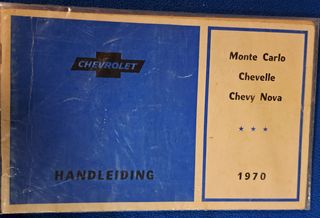 CHEVROLET
HANDLEIDING
Monte Carlo
Chevelle
Chevy Nova
★ ★ ★
1970